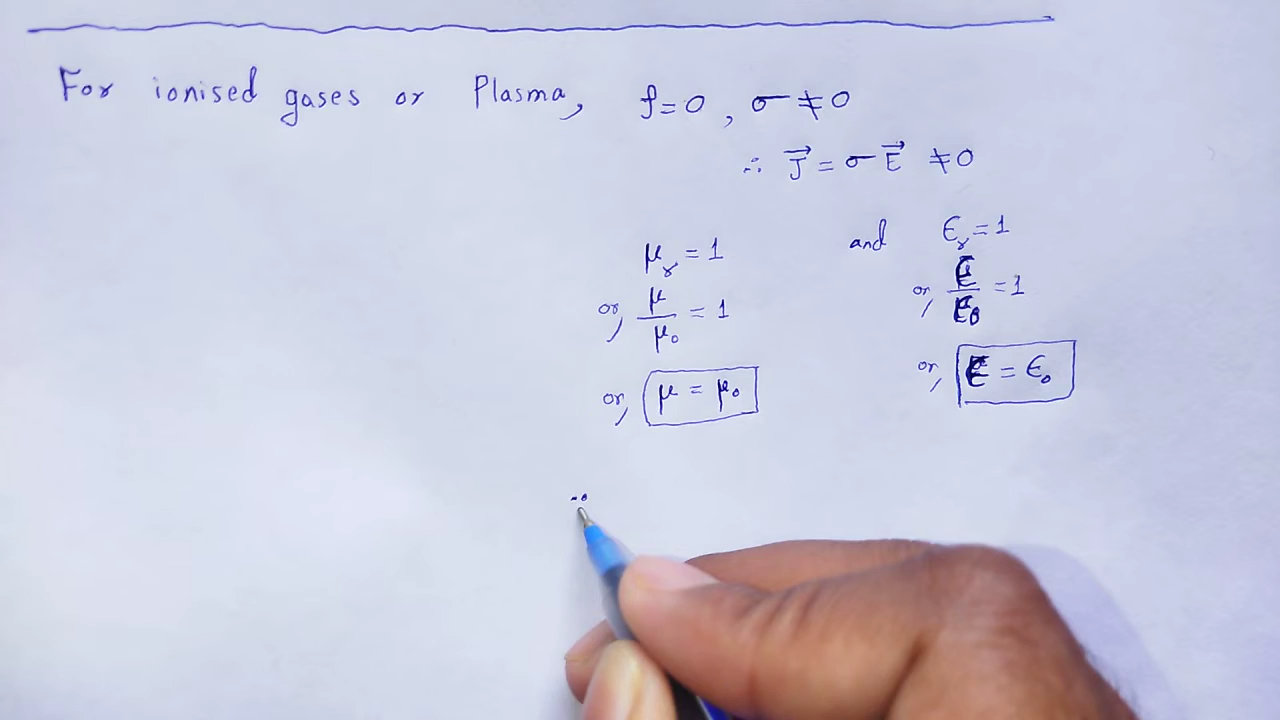 For ionised gases or Plasma, ρ=0, σ≠0
∴ J⃗ = σE⃗ ≠0
μᵣ = 1 and ϵᵣ = 1
or, μ/μ₀ = 1 or, ϵ/ϵ₀ = 1
or, μ = μ₀ or, ϵ = ϵ₀